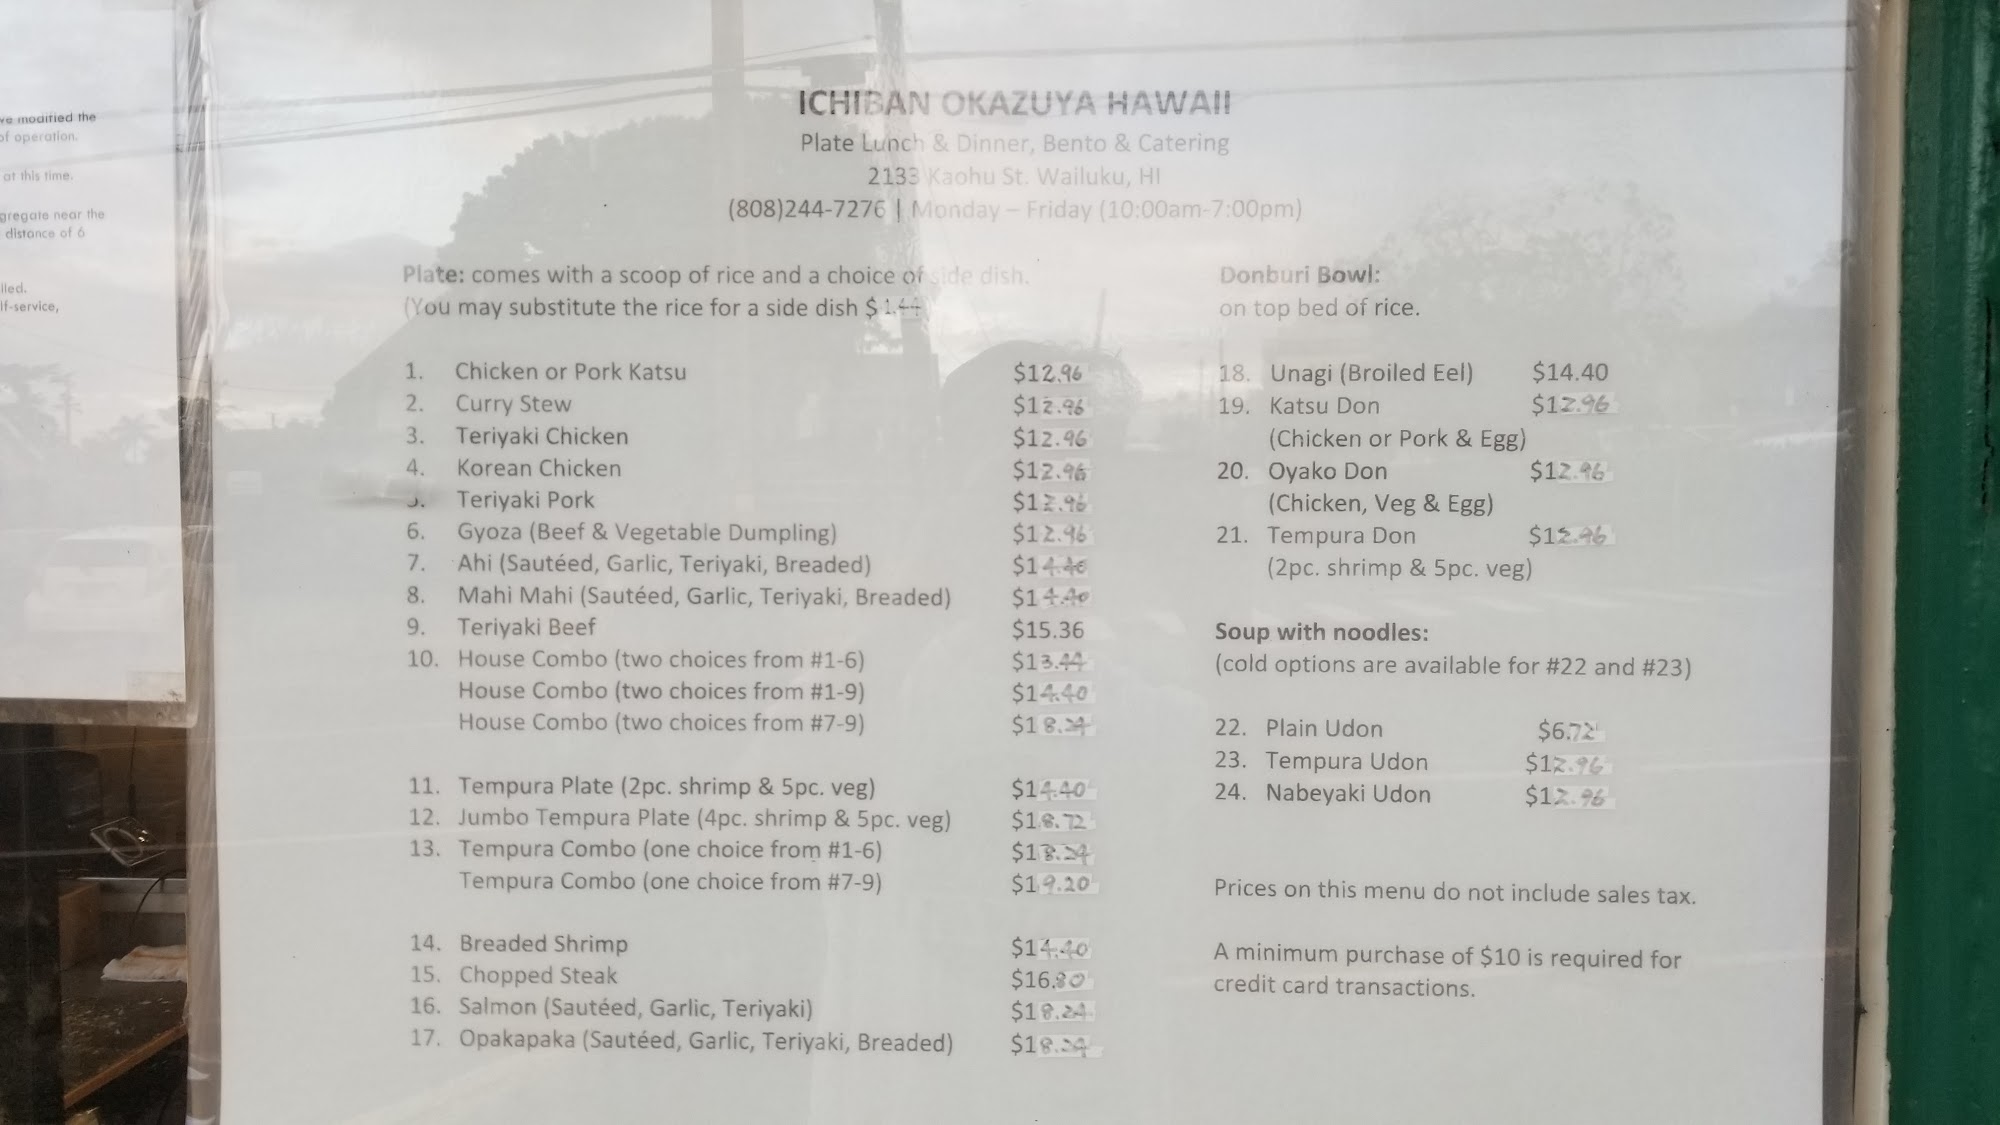 ve modified the
of operation.
at this time.
gregate near the
distance of 6
lled.
lf-service,
ICHIBAN OKAZUYA HAWAII
Plate Lunch & Dinner, Bento & Catering
2133 Kaohu St. Wailuku, HI
(808)244-7276 | Monday – Friday (10:00am-7:00pm)
Plate: comes with a scoop of rice and a choice of side dish.
(You may substitute the rice for a side dish $1.44)
1. Chicken or Pork Katsu $12.96
2. Curry Stew $12.96
3. Teriyaki Chicken $12.96
4. Korean Chicken $12.96
5. Teriyaki Pork $12.96
6. Gyoza (Beef & Vegetable Dumpling) $12.96
7. Ahi (Sautéed, Garlic, Teriyaki, Breaded) $14.40
8. Mahi Mahi (Sautéed, Garlic, Teriyaki, Breaded) $14.40
9. Teriyaki Beef $15.36
10. House Combo (two choices from #1-6) $13.44
House Combo (two choices from #1-9) $14.40
House Combo (two choices from #7-9) $18.24
11. Tempura Plate (2pc. shrimp & 5pc. veg) $14.40
12. Jumbo Tempura Plate (4pc. shrimp & 5pc. veg) $18.72
13. Tempura Combo (one choice from #1-6) $18.24
Tempura Combo (one choice from #7-9) $19.20
14. Breaded Shrimp $14.40
15. Chopped Steak $16.80
16. Salmon (Sautéed, Garlic, Teriyaki) $18.24
17. Opakapaka (Sautéed, Garlic, Teriyaki, Breaded) $18.24
Donburi Bowl:
on top bed of rice.
18. Unagi (Broiled Eel) $14.40
19. Katsu Don $12.96
(Chicken or Pork & Egg)
20. Oyako Don $12.96
(Chicken, Veg & Egg)
21. Tempura Don $12.96
(2pc. shrimp & 5pc. veg)
Soup with noodles:
(cold options are available for #22 and #23)
22. Plain Udon $6.72
23. Tempura Udon $12.96
24. Nabeyaki Udon $12.96
Prices on this menu do not include sales tax.
A minimum purchase of $10 is required for
credit card transactions.